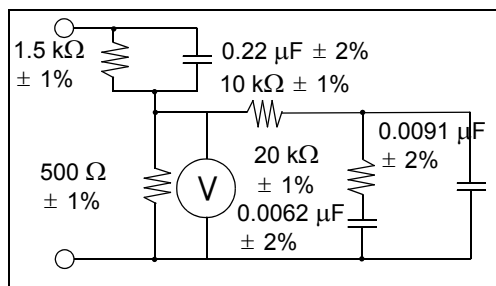 1.5 kΩ
± 1%
0.22 μF ± 2%
10 kΩ ± 1%
0.0091 μF
± 2%
500 Ω
± 1%
V
20 kΩ
± 1%
0.0062 μF
± 2%